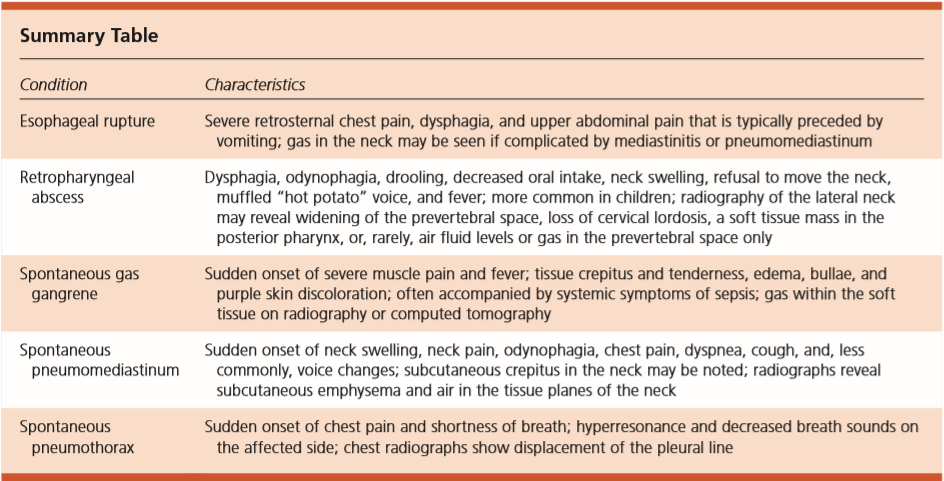 Summary Table
Condition Characteristics
Esophageal rupture Severe retrosternal chest pain, dysphagia, and upper abdominal pain that is typically preceded by
vomiting; gas in the neck may be seen if complicated by mediastinitis or pneumomediastinum
Retropharyngeal Dysphagia, odynophagia, drooling, decreased oral intake, neck swelling, refusal to move the neck,
abscess muffled “hot potato” voice, and fever; more common in children; radiography of the lateral neck
may reveal widening of the prevertebral space, loss of cervical lordosis, a soft tissue mass in the
posterior pharynx, or, rarely, air fluid levels or gas in the prevertebral space only
Spontaneous gas Sudden onset of severe muscle pain and fever; tissue crepitus and tenderness, edema, bullae, and
gangrene purple skin discoloration; often accompanied by systemic symptoms of sepsis; gas within the soft
tissue on radiography or computed tomography
Spontaneous Sudden onset of neck swelling, neck pain, odynophagia, chest pain, dyspnea, cough, and, less
pneumomediastinum commonly, voice changes; subcutaneous crepitus in the neck may be noted; radiographs reveal
subcutaneous emphysema and air in the tissue planes of the neck
Spontaneous Sudden onset of chest pain and shortness of breath; hyperresonance and decreased breath sounds on
pneumothorax the affected side; chest radiographs show displacement of the pleural line